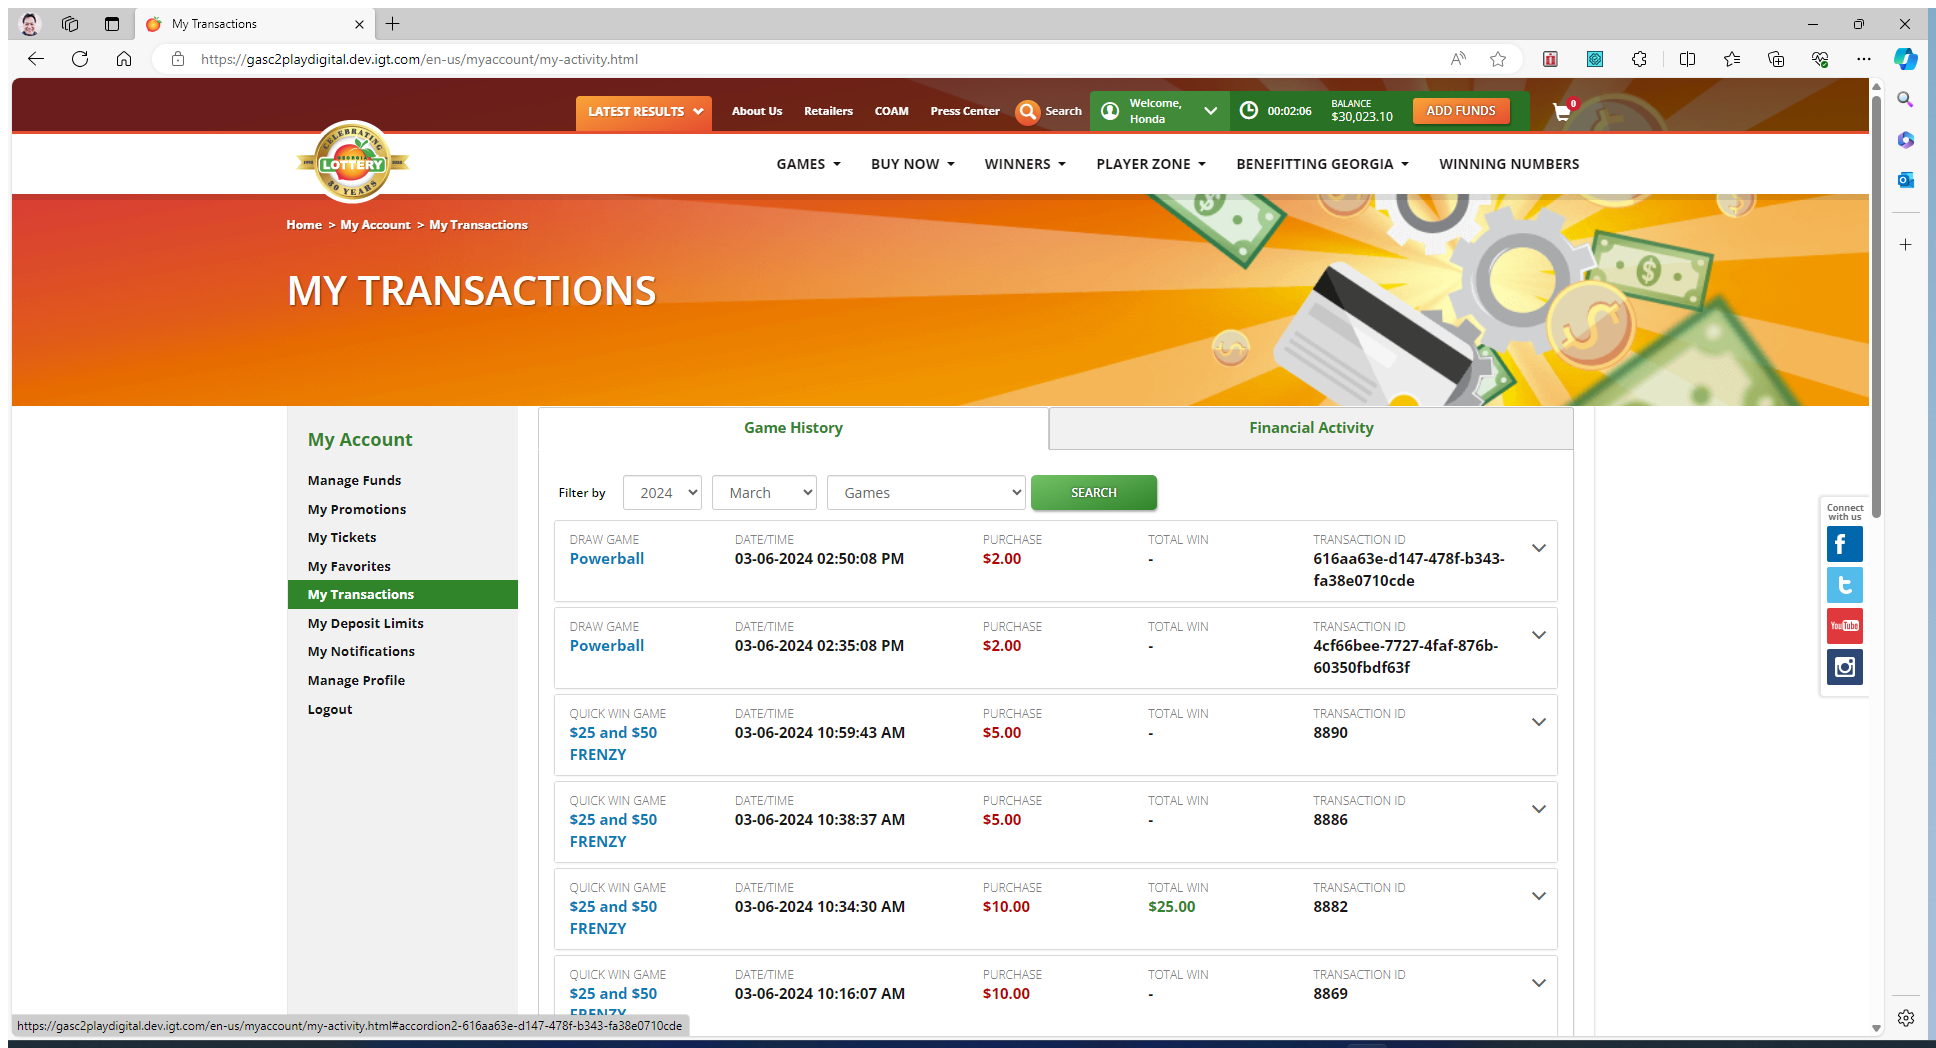 My Transactions
https://gasc2playdigital.dev.igt.com/en-us/myaccount/my-activity.html
LATEST RESULTS
About Us
Retailers
COAM
Press Center
Search
Welcome,
Honda
00:02:06
BALANCE
$30,023.10
ADD FUNDS
0
CELEBRATING
GEORGIA
LOTTERY
30 YEARS
GAMES
BUY NOW
WINNERS
PLAYER ZONE
BENEFITTING GEORGIA
WINNING NUMBERS
Home > My Account > My Transactions
MY TRANSACTIONS
My Account
Manage Funds
My Promotions
My Tickets
My Favorites
My Transactions
My Deposit Limits
My Notifications
Manage Profile
Logout
Game History
Financial Activity
Filter by
2024
March
Games
SEARCH
DRAW GAME DATE/TIME PURCHASE TOTAL WIN TRANSACTION ID
Powerball 03-06-2024 02:50:08 PM $2.00 - 616aa63e-d147-478f-b343-
fa38e0710cde
DRAW GAME DATE/TIME PURCHASE TOTAL WIN TRANSACTION ID
Powerball 03-06-2024 02:35:08 PM $2.00 - 4cf66bee-7727-4faf-876b-
60350fbdf63f
QUICK WIN GAME DATE/TIME PURCHASE TOTAL WIN TRANSACTION ID
$25 and $50 03-06-2024 10:59:43 AM $5.00 - 8890
FRENZY
QUICK WIN GAME DATE/TIME PURCHASE TOTAL WIN TRANSACTION ID
$25 and $50 03-06-2024 10:38:37 AM $5.00 - 8886
FRENZY
QUICK WIN GAME DATE/TIME PURCHASE TOTAL WIN TRANSACTION ID
$25 and $50 03-06-2024 10:34:30 AM $10.00 $25.00 8882
FRENZY
QUICK WIN GAME DATE/TIME PURCHASE TOTAL WIN TRANSACTION ID
$25 and $50 03-06-2024 10:16:07 AM $10.00 - 8869
FRENZY
Connect
with us
You Tube
https://gasc2playdigital.dev.igt.com/en-us/myaccount/my-activity.html#accordion2-616aa63e-d147-478f-b343-fa38e0710cde